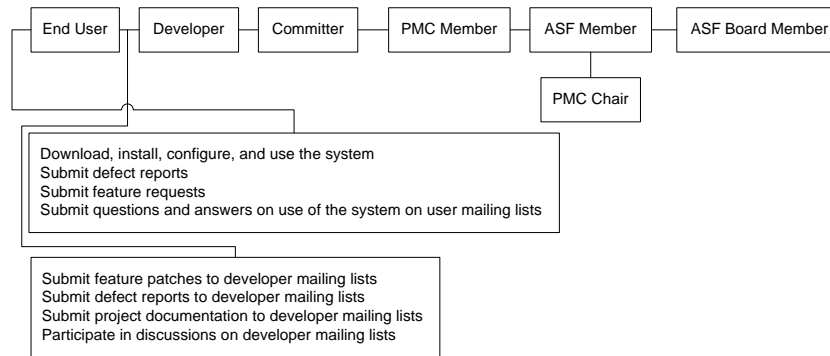 End User
Developer
Committer
PMC Member
ASF Member
ASF Board Member
PMC Chair
Download, install, configure, and use the system
Submit defect reports
Submit feature requests
Submit questions and answers on use of the system on user mailing lists
Submit feature patches to developer mailing lists
Submit defect reports to developer mailing lists
Submit project documentation to developer mailing lists
Participate in discussions on developer mailing lists